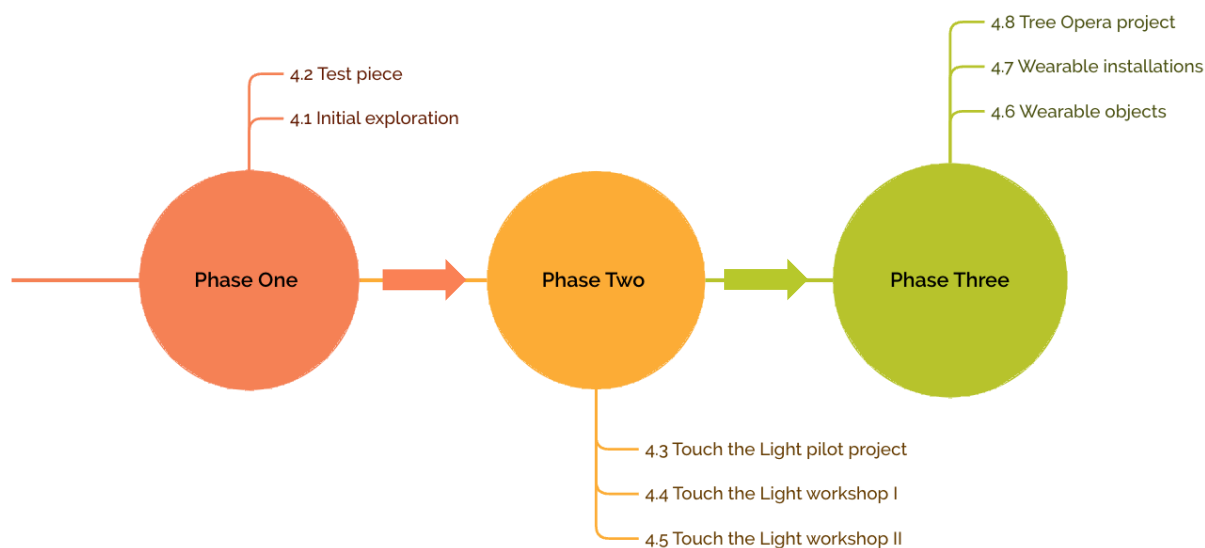 4.8 Tree Opera project
4.7 Wearable installations
4.6 Wearable objects
4.2 Test piece
4.1 Initial exploration
Phase One
Phase Two
Phase Three
4.3 Touch the Light pilot project
4.4 Touch the Light workshop I
4.5 Touch the Light workshop II